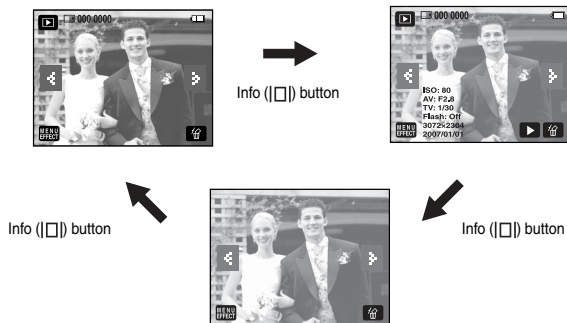 000 0000
Info (|□|) button
000 0000
ISO: 80
AV: F2.8
TV: 1/30
Flash: Off
3072×2304
2007/01/01
MENU
EFFECT
MENU
EFFECT
Info (|□|) button
Info (|□|) button
MENU
EFFECT